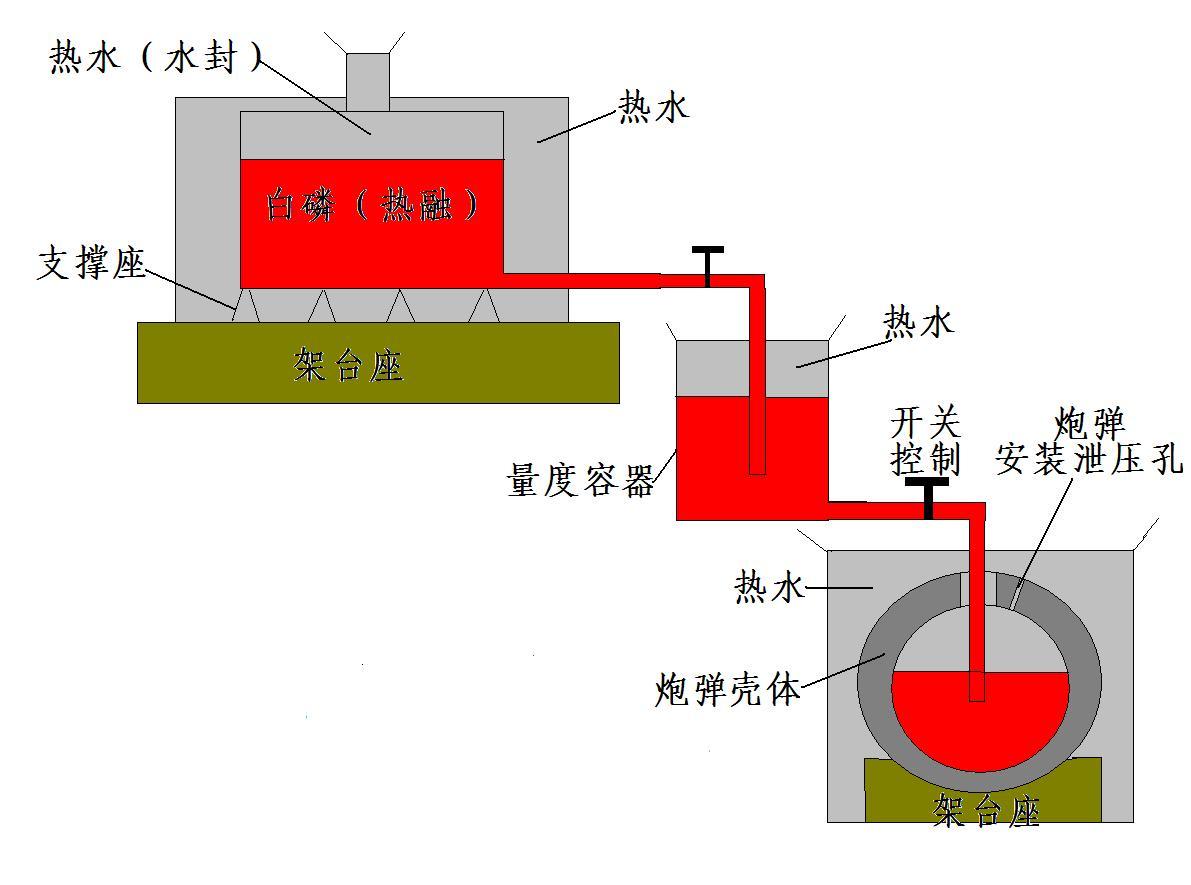 热水（水封）
热水
白磷（热融）
支撑座
架台座
热水
开关
控制
炮弹
安装泄压孔
量度容器
热水
炮弹壳体
架台座